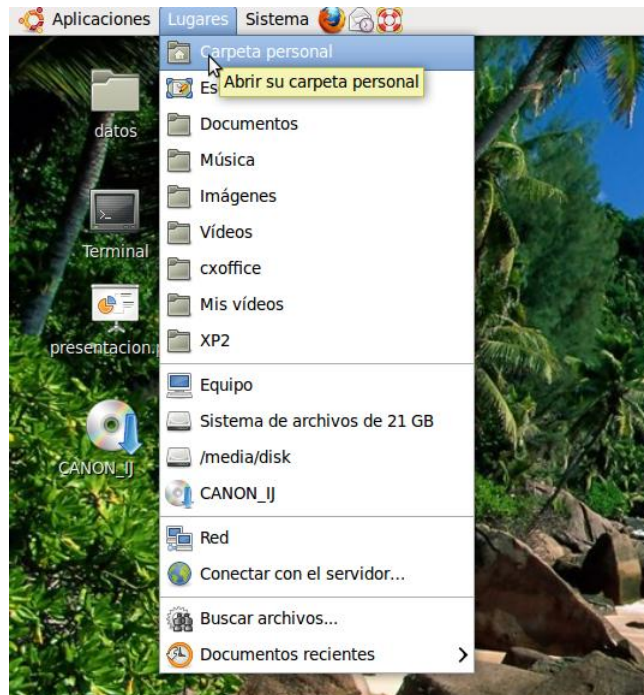 Aplicaciones Lugares Sistema
Carpeta personal
Es
Abrir su carpeta personal
Documentos
Música
Imágenes
Vídeos
cxoffice
Mis vídeos
XP2
Equipo
Sistema de archivos de 21 GB
/media/disk
CANON_IJ
Red
Conectar con el servidor...
Buscar archivos...
Documentos recientes
datos
Terminal
presentacion.p
CANON_IJ